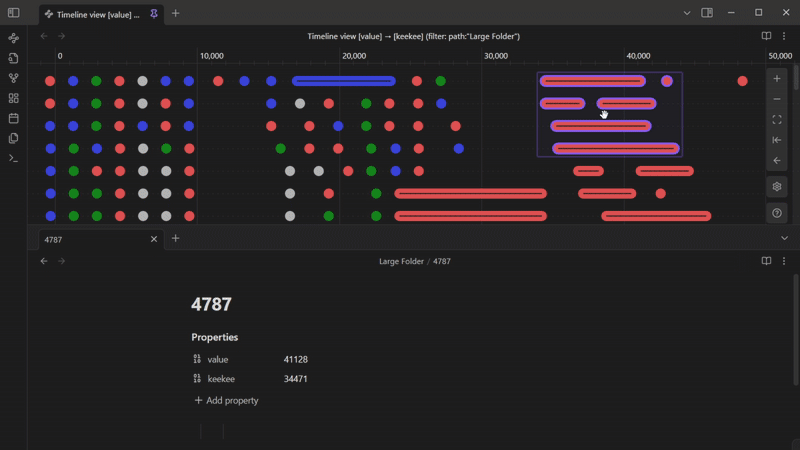 Timeline view [value] ...
Timeline view [value] → [keekee] (filter: path:"Large Folder")
0 10,000 20,000 30,000 40,000 50,000
4787
Large Folder / 4787
4787
Properties
value 41128
keekee 34471
Add property